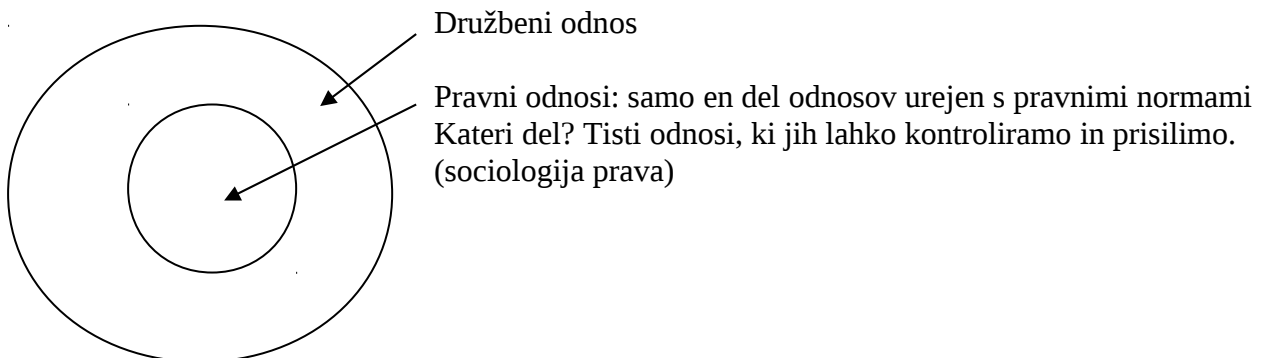 Družbeni odnos
Pravni odnosi: samo en del odnosov urejen s pravnimi normami
Kateri del? Tisti odnosi, ki jih lahko kontroliramo in prisilimo.
(sociologija prava)